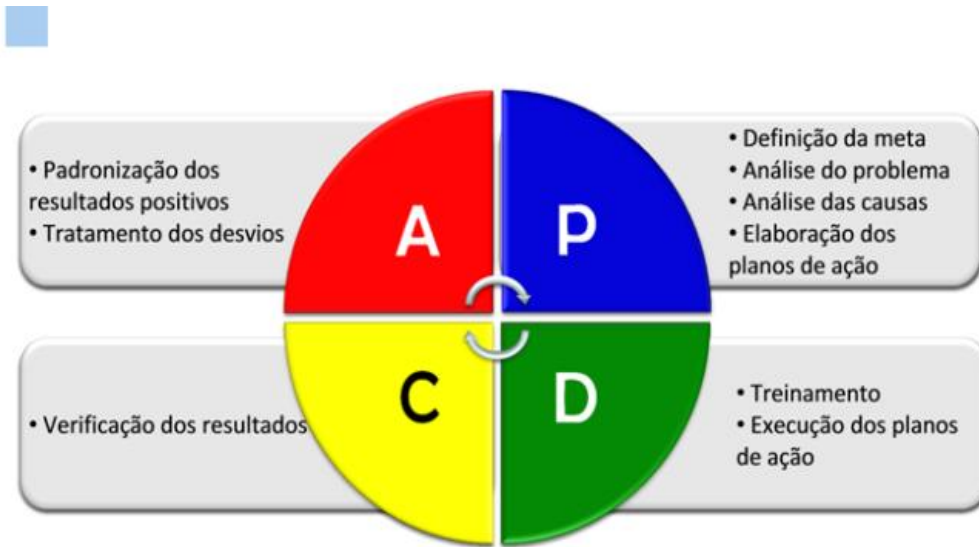 • Padronização dos
resultados positivos
• Tratamento dos desvios
A
P
• Definição da meta
• Análise do problema
• Análise das causas
• Elaboração dos
planos de ação
• Verificação dos resultados
C
D
• Treinamento
• Execução dos planos
de ação